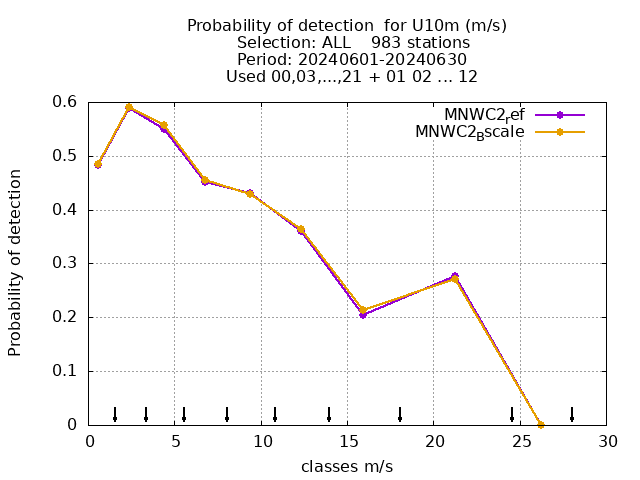 Probability of detection  for U10m (m/s)
Selection: ALL    983 stations
Period: 20240601-20240630
Used 00,03,...,21 + 01 02 ... 12
MNWC2ref
MNWC2Bscale
Probability of detection
0.6
0.5
0.4
0.3
0.2
0.1
0
0 5 10 15 20 25 30
classes m/s